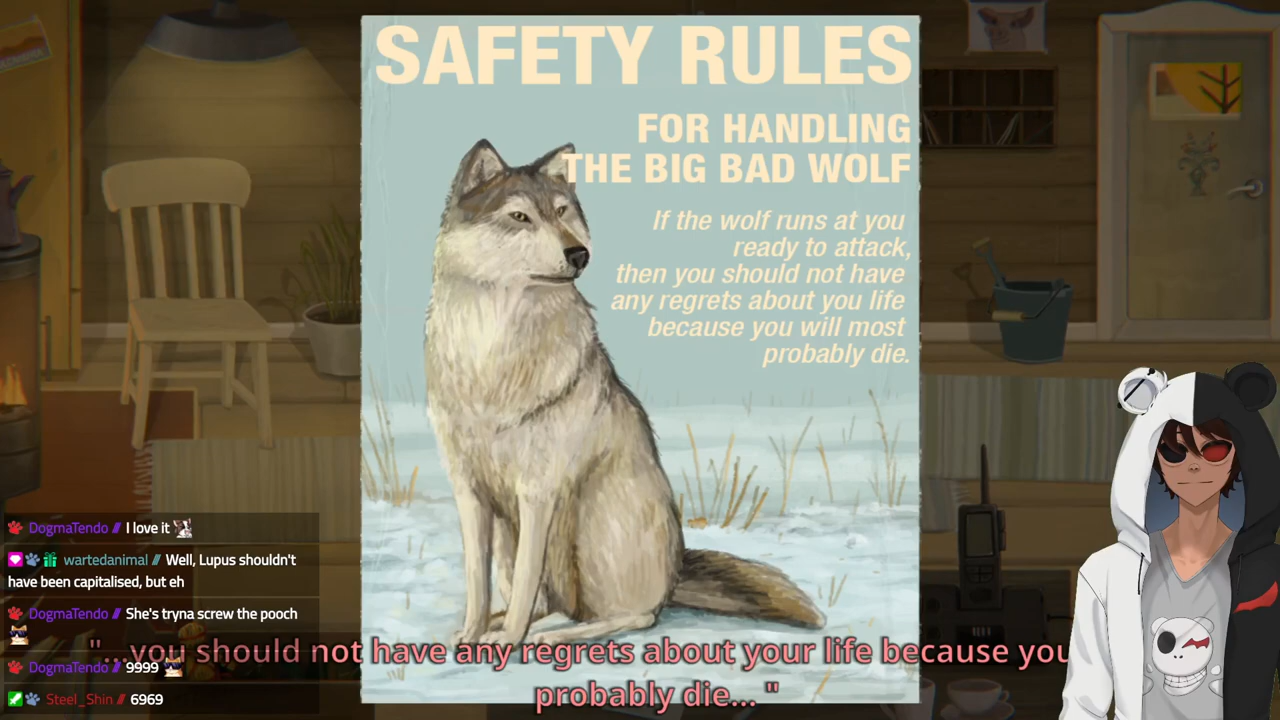 SAFETY RULES
FOR HANDLING
THE BIG BAD WOLF
If the wolf runs at you
ready to attack,
then you should not have
any regrets about you life
because you will most
probably die.
DogmaTendo // I love it
wartedanimal // Well, Lupus shouldn't
have been capitalised, but eh
DogmaTendo // She's tryna screw the pooch
DogmaTendo // 9999
Steel_Shin // 6969
"...you should not have any regrets about your life because you
probably die... "